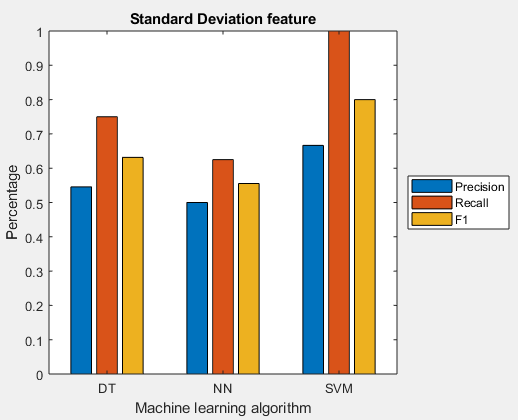 Standard Deviation feature
1
0.9
0.8
0.7
0.6
0.5
0.4
0.3
0.2
0.1
0
Percentage
DT NN SVM
Machine learning algorithm
Precision
Recall
F1